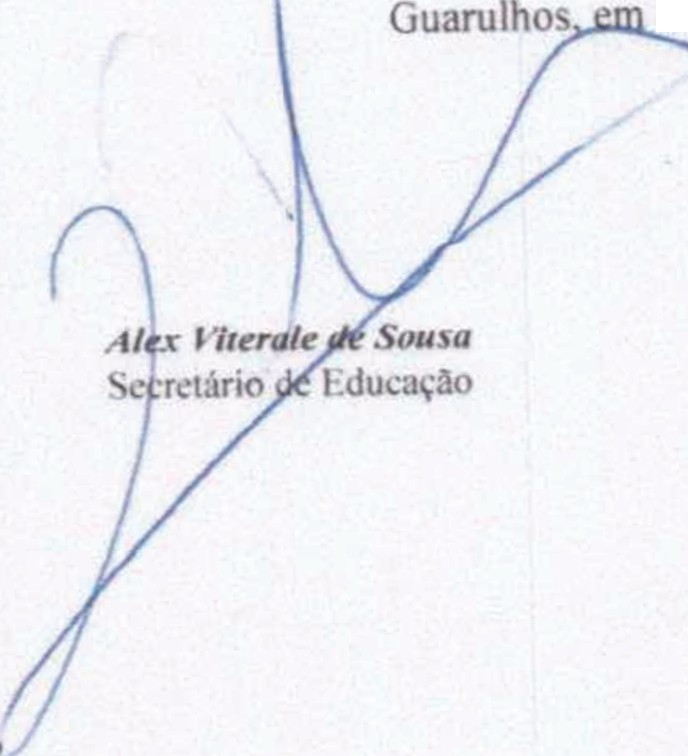 Guarulhos, em
Alex Viterale de Sousa
Secretário de Educação